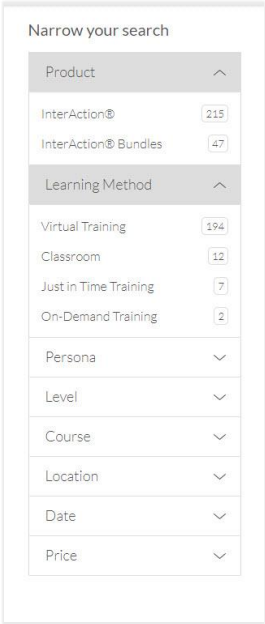 Narrow your search
Product
InterAction® 215
InterAction® Bundles 47
Learning Method
Virtual Training 194
Classroom 12
Just in Time Training 7
On-Demand Training 2
Persona
Level
Course
Location
Date
Price